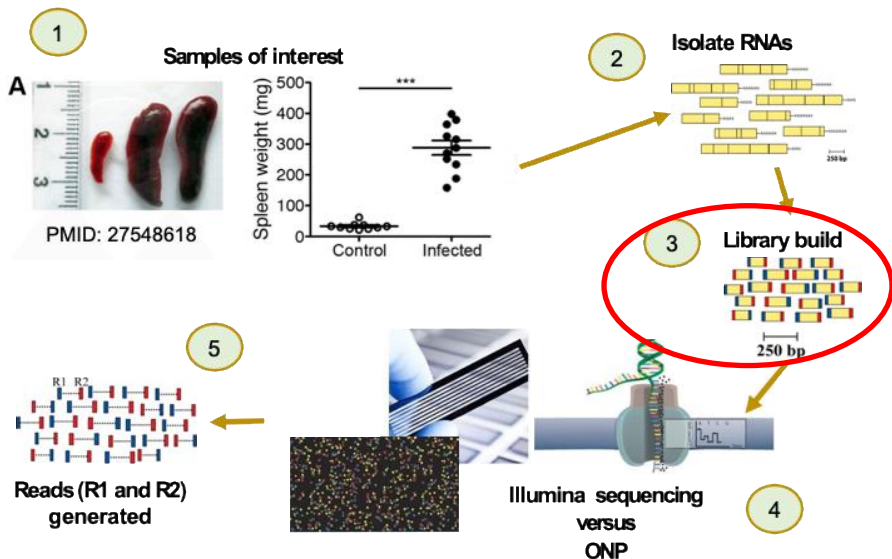 1
Samples of interest
A
1
2
3
PMID: 27548618
Spleen weight (mg)
500
400
300
200
100
0
***
Control
Infected
2
Isolate RNAs
250 bp
3
Library build
250 bp
4
Illumina sequencing
versus
ONP
5
R1 R2
Reads (R1 and R2)
generated